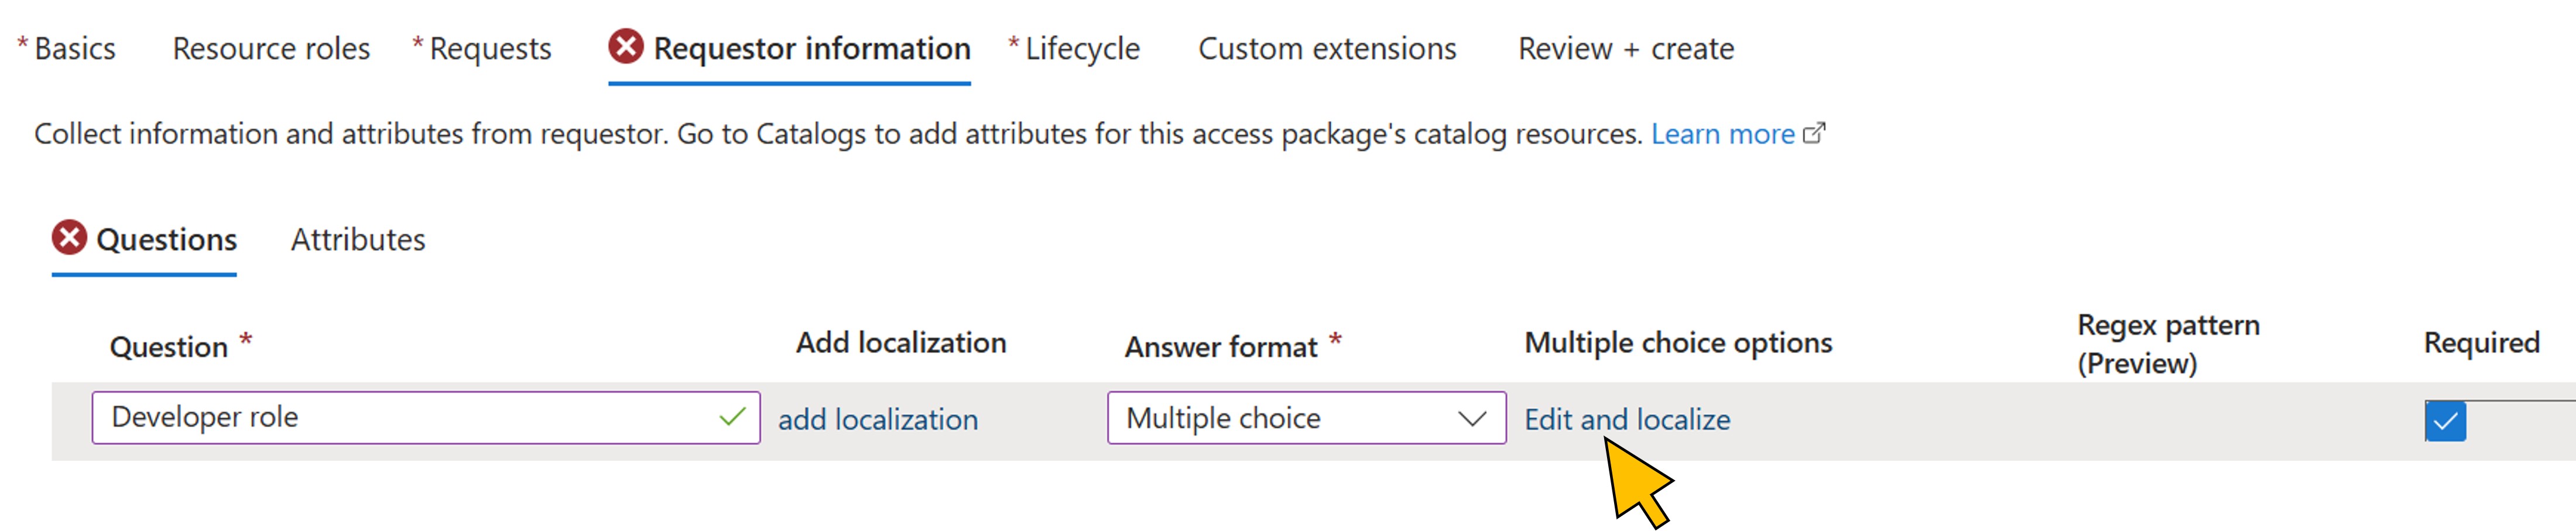 * Basics Resource roles * Requests Requestor information * Lifecycle Custom extensions Review + create
Collect information and attributes from requestor. Go to Catalogs to add attributes for this access package's catalog resources. Learn more
Questions Attributes
Question * Add localization Answer format * Multiple choice options Regex pattern (Preview) Required
Developer role add localization Multiple choice Edit and localize